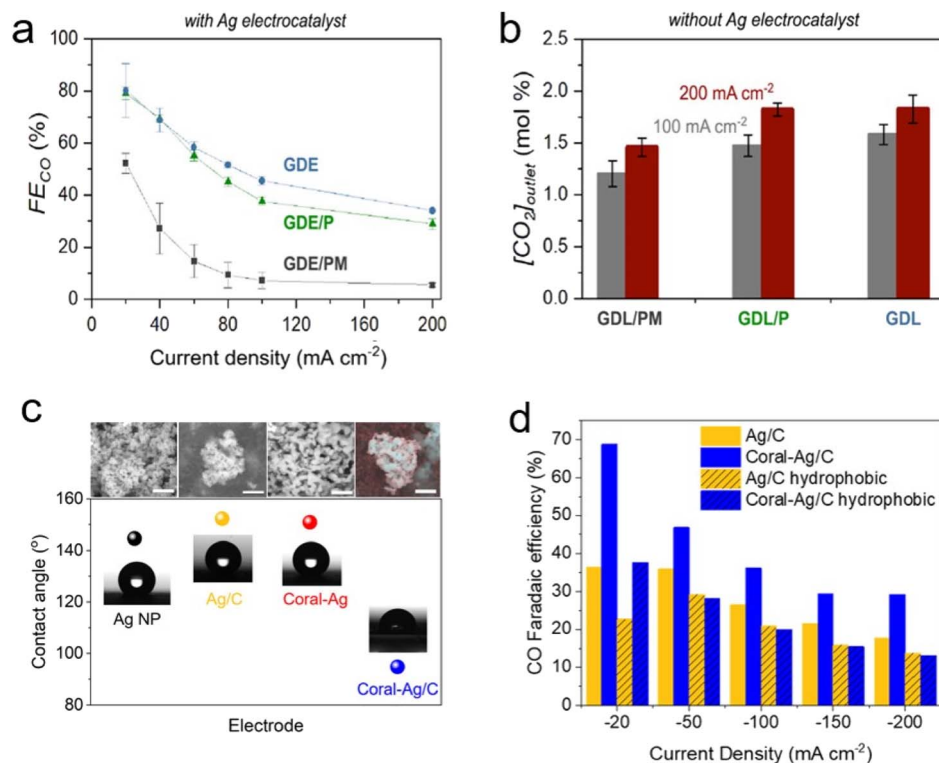 a
with Ag electrocatalyst
100
80
60
40
20
0
FE_CO (%)
GDE
GDE/P
GDE/PM
0 40 80 120 160 200
Current density (mA cm⁻²)
b
without Ag electrocatalyst
2.5
2.0
1.5
1.0
0.5
0.0
[CO₂]outlet (mol %)
200 mA cm⁻²
100 mA cm⁻²
GDL/PM GDL/P GDL
c
160
140
120
100
80
Contact angle (°)
Ag NP
Ag/C
Coral-Ag
Coral-Ag/C
Electrode
d
70
60
50
40
30
20
10
0
CO Faradaic efficiency (%)
Ag/C
Coral-Ag/C
Ag/C hydrophobic
Coral-Ag/C hydrophobic
-20 -50 -100 -150 -200
Current Density (mA cm⁻²)